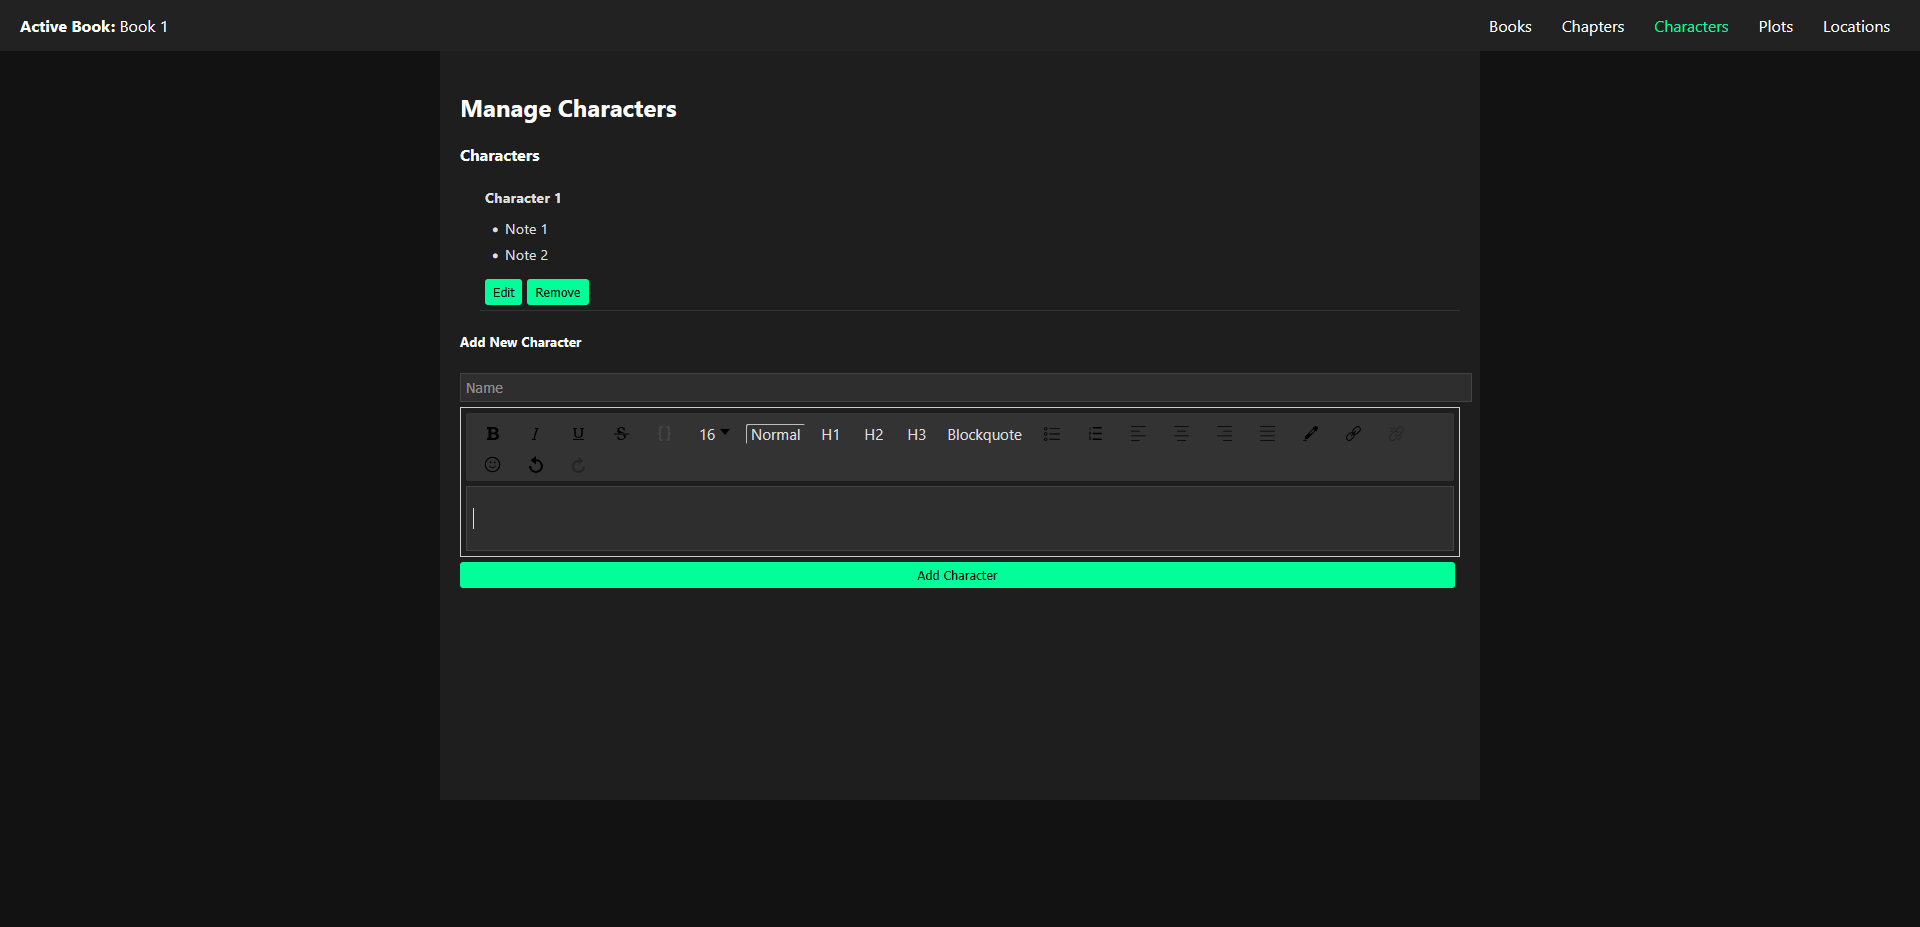 Active Book: Book 1
Books Chapters Characters Plots Locations
Manage Characters
Characters
Character 1
• Note 1
• Note 2
Edit Remove
Add New Character
Name
B I U S {} 16 Normal H1 H2 H3 Blockquote
Add Character